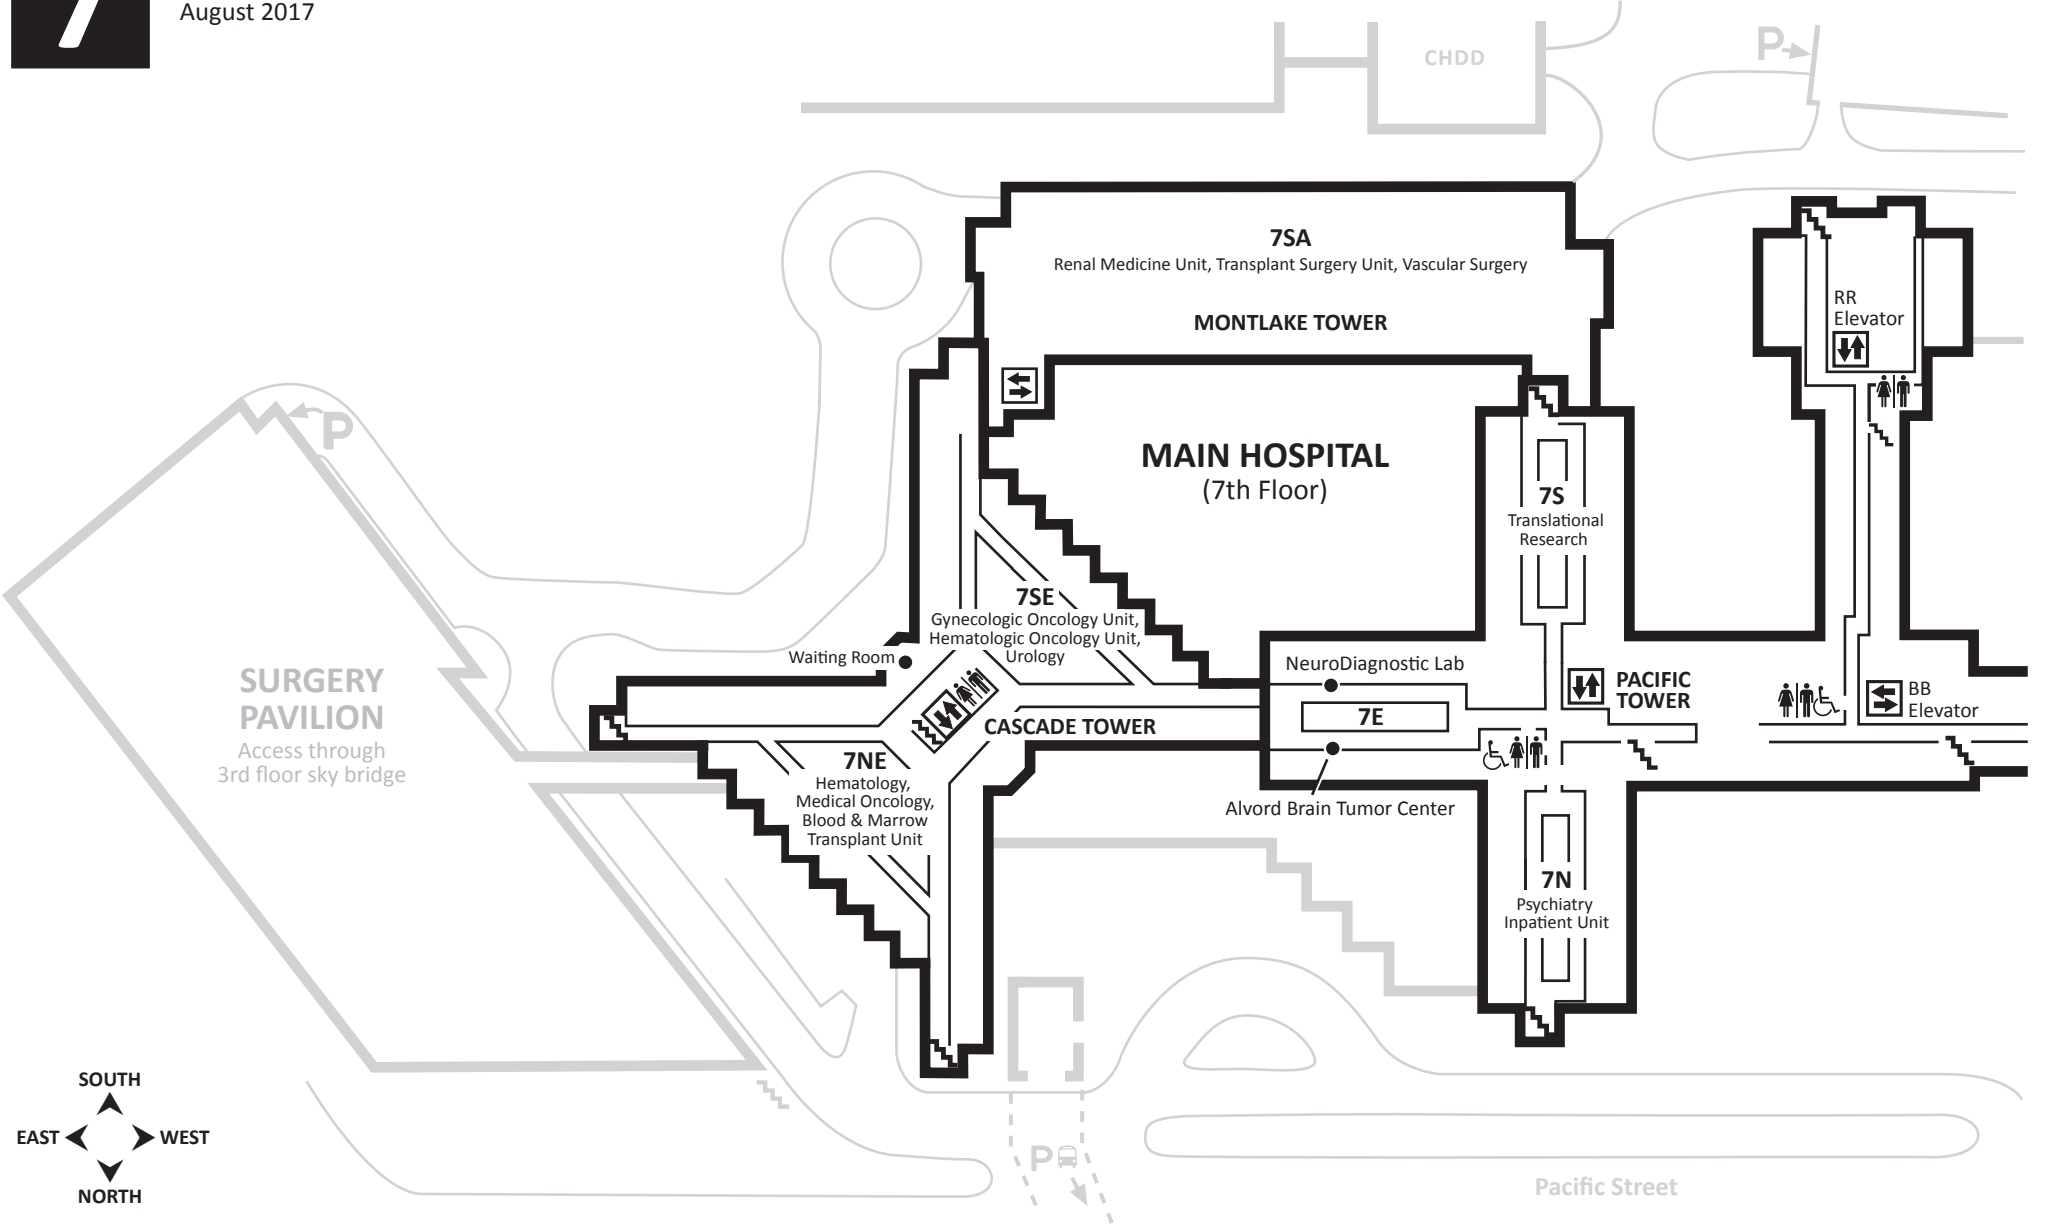 7
August 2017
CHDD
P
7SA
Renal Medicine Unit, Transplant Surgery Unit, Vascular Surgery
MONTLAKE TOWER
RR
Elevator
P
MAIN HOSPITAL
(7th Floor)
7S
Translational
Research
7SE
Gynecologic Oncology Unit,
Hematologic Oncology Unit,
Urology
Waiting Room
NeuroDiagnostic Lab
PACIFIC
TOWER
SURGERY
PAVILION
Access through
3rd floor sky bridge
BB
Elevator
7E
CASCADE TOWER
7NE
Hematology,
Medical Oncology,
Blood & Marrow
Transplant Unit
Alvord Brain Tumor Center
7N
Psychiatry
Inpatient Unit
SOUTH
EAST
WEST
NORTH
P
Pacific Street